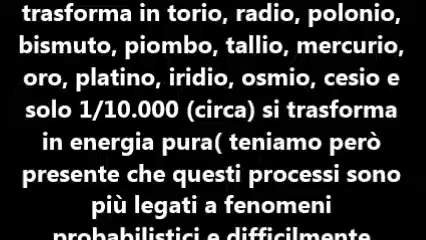 trasforma in torio, radio, polonio,
bismuto, piombo, tallio, mercurio,
oro, platino, iridio, osmio, cesio e
solo 1/10.000 (circa) si trasforma
in energia pura( teniamo però
presente che questi processi sono
più legati a fenomeni
probabilistici e difficilmente